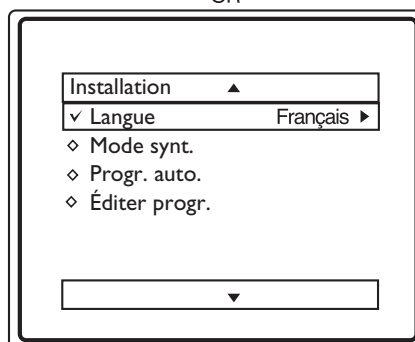 Installation ▲
✓ Langue Français ▶
◇ Mode synt.
◇ Progr. auto.
◇ Éditer progr.
▼